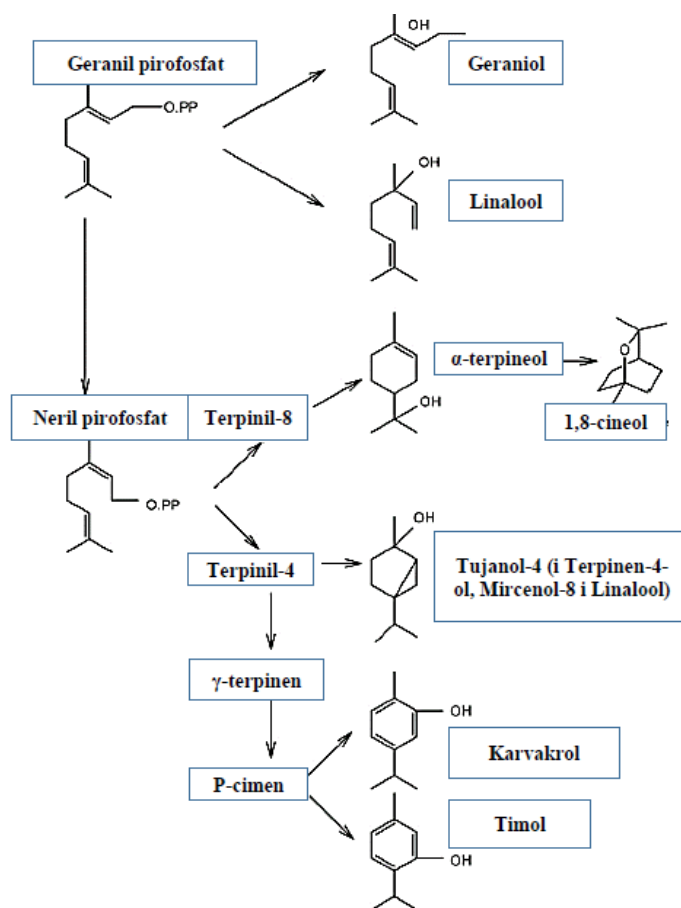 OH
Geranil pirofosfat
Geraniol
O.PP
OH
Linalool
α-terpineol
O
Neril pirofosfat
Terpinil-8
OH
1,8-cineol
O.PP
OH
Terpinil-4
Tujanol-4 (i Terpinen-4-
ol, Mircenol-8 i Linalool)
γ-terpinen
OH
Karvakrol
P-cimen
Timol
OH